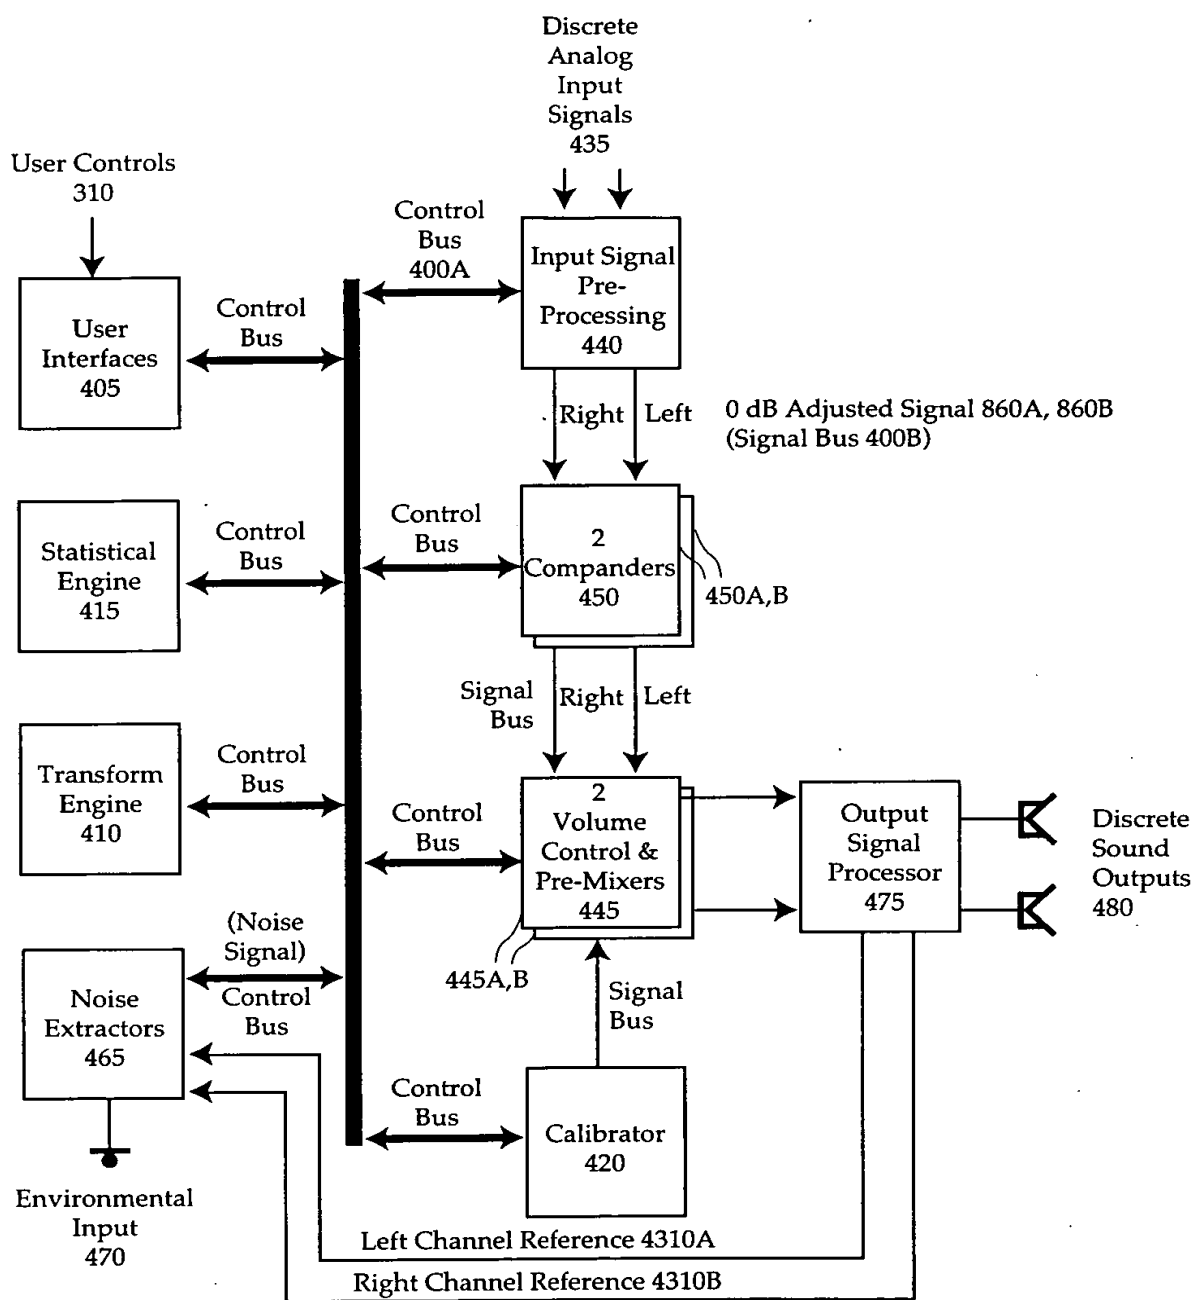 Discrete
Analog
Input
Signals
435
User Controls
310
Control
Bus
400A
Input Signal
Pre-
Processing
440
User
Interfaces
405
Control
Bus
Right
Left
0 dB Adjusted Signal 860A, 860B
(Signal Bus 400B)
Statistical
Engine
415
Control
Bus
Control
Bus
2
Companders
450
450A,B
Signal
Bus
Right
Left
Transform
Engine
410
Control
Bus
Control
Bus
2
Volume
Control &
Pre-Mixers
445
445A,B
Output
Signal
Processor
475
Discrete
Sound
Outputs
480
(Noise
Signal)
Control
Bus
Noise
Extractors
465
Signal
Bus
Control
Bus
Calibrator
420
Environmental
Input
470
Left Channel Reference 4310A
Right Channel Reference 4310B